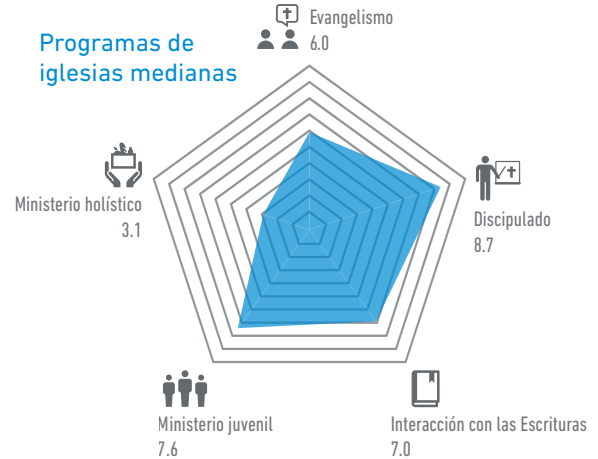 Programas de
iglesias medianas
Evangelismo
6.0
Discipulado
8.7
Interacción con las Escrituras
7.0
Ministerio juvenil
7.6
Ministerio holístico
3.1